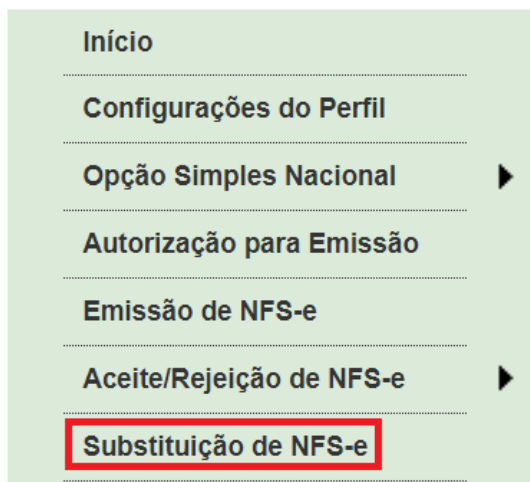 Início
Configurações do Perfil
Opção Simples Nacional
Autorização para Emissão
Emissão de NFS-e
Aceite/Rejeição de NFS-e
Substituição de NFS-e